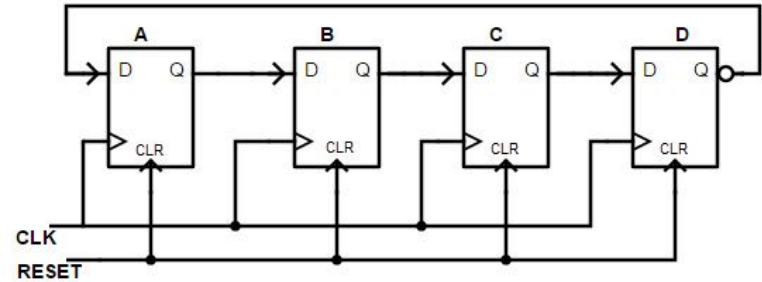 A B C D
D Q D Q D Q D Q
CLR CLR CLR CLR
CLK
RESET